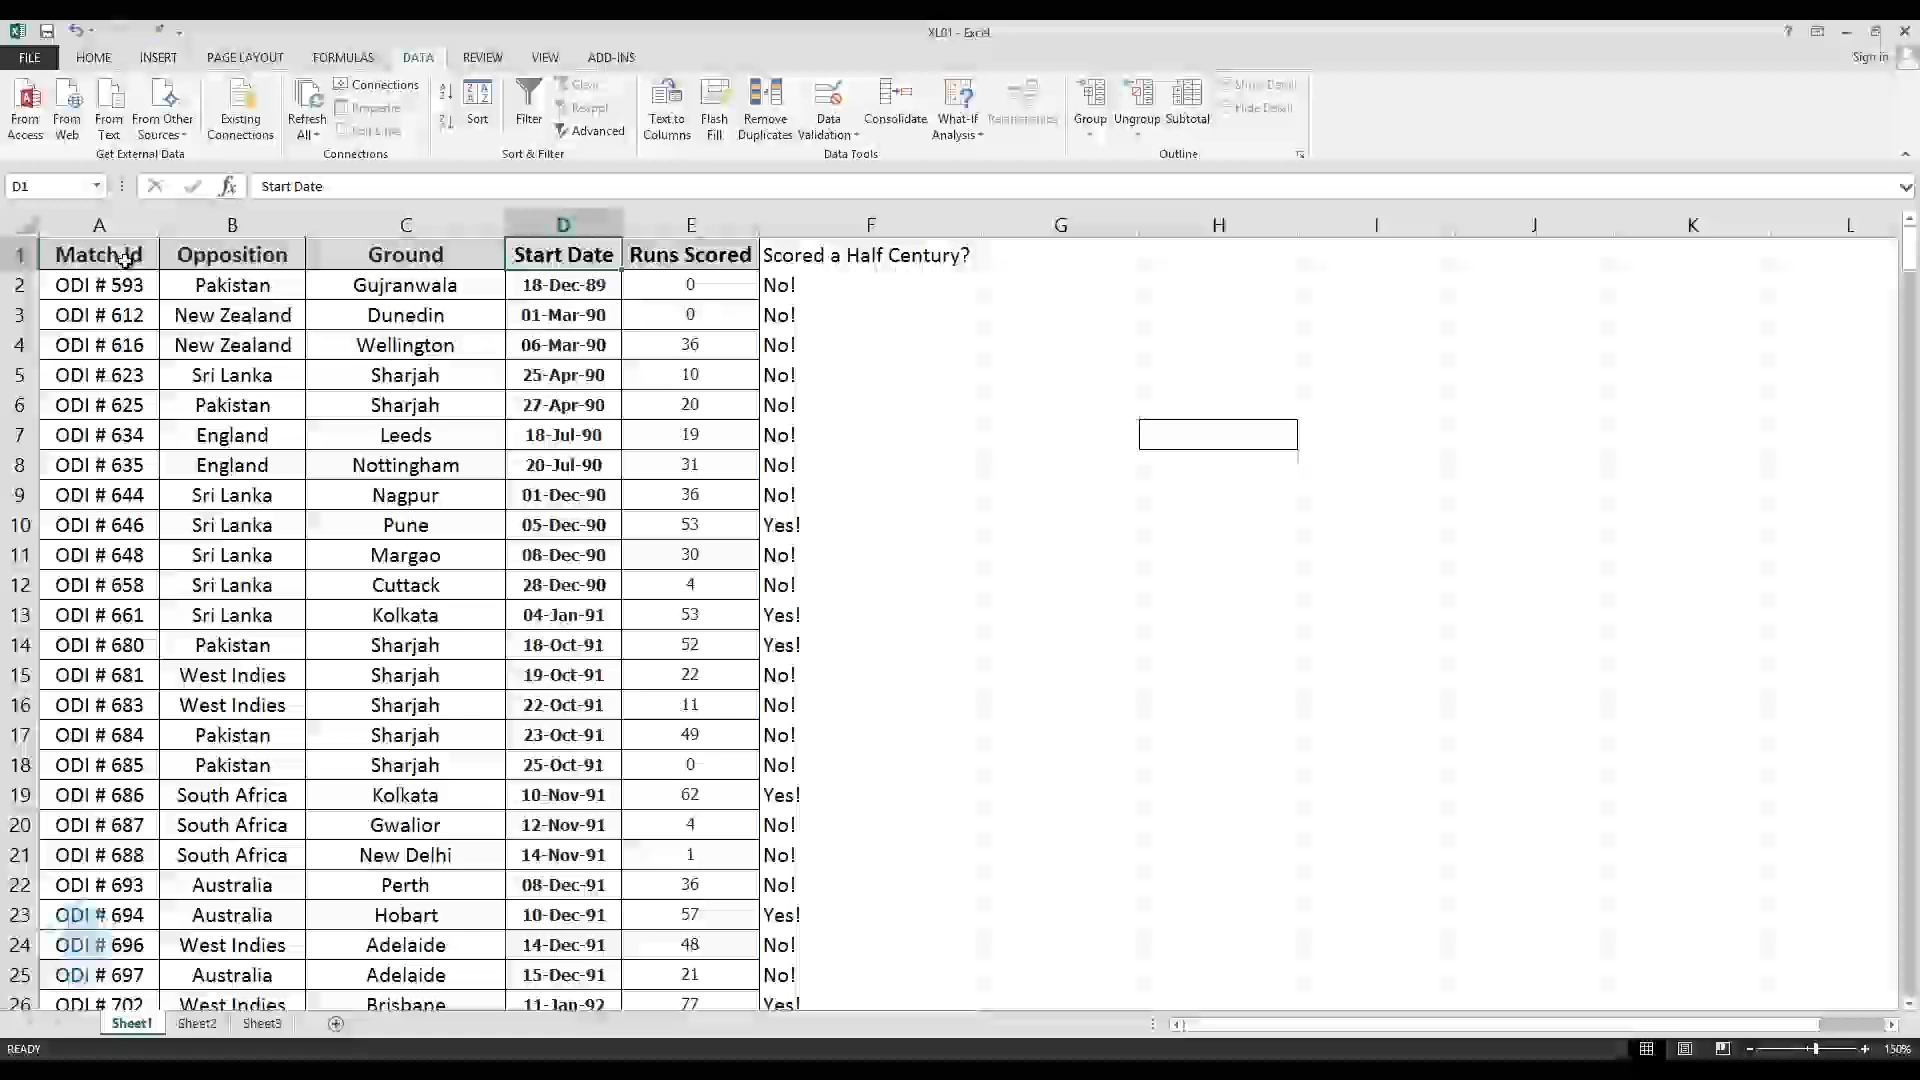 XL01 - Excel
Sign in
FILE HOME INSERT PAGE LAYOUT FORMULAS DATA REVIEW VIEW ADD-INS
From Access
From Web
From Text
From Other Sources
Existing Connections
Get External Data
Refresh All
Connections
Properties
Edit Links
Connections
Sort
Filter
Clear
Reapply
Advanced
Sort & Filter
Text to Columns
Flash Fill
Remove Duplicates
Data Validation
Consolidate
What-If Analysis
Relationships
Data Tools
Group
Ungroup
Subtotal
Show Detail
Hide Detail
Outline
D1 fx Start Date
A B C D E F G H I J K L
1 Match Id Opposition Ground Start Date Runs Scored Scored a Half Century?
2 ODI # 593 Pakistan Gujranwala 18-Dec-89 0 No!
3 ODI # 612 New Zealand Dunedin 01-Mar-90 0 No!
4 ODI # 616 New Zealand Wellington 06-Mar-90 36 No!
5 ODI # 623 Sri Lanka Sharjah 25-Apr-90 10 No!
6 ODI # 625 Pakistan Sharjah 27-Apr-90 20 No!
7 ODI # 634 England Leeds 18-Jul-90 19 No!
8 ODI # 635 England Nottingham 20-Jul-90 31 No!
9 ODI # 644 Sri Lanka Nagpur 01-Dec-90 36 No!
10 ODI # 646 Sri Lanka Pune 05-Dec-90 53 Yes!
11 ODI # 648 Sri Lanka Margao 08-Dec-90 30 No!
12 ODI # 658 Sri Lanka Cuttack 28-Dec-90 4 No!
13 ODI # 661 Sri Lanka Kolkata 04-Jan-91 53 Yes!
14 ODI # 680 Pakistan Sharjah 18-Oct-91 52 Yes!
15 ODI # 681 West Indies Sharjah 19-Oct-91 22 No!
16 ODI # 683 West Indies Sharjah 22-Oct-91 11 No!
17 ODI # 684 Pakistan Sharjah 23-Oct-91 49 No!
18 ODI # 685 Pakistan Sharjah 25-Oct-91 0 No!
19 ODI # 686 South Africa Kolkata 10-Nov-91 62 Yes!
20 ODI # 687 South Africa Gwalior 12-Nov-91 4 No!
21 ODI # 688 South Africa New Delhi 14-Nov-91 1 No!
22 ODI # 693 Australia Perth 08-Dec-91 36 No!
23 ODI # 694 Australia Hobart 10-Dec-91 57 Yes!
24 ODI # 696 West Indies Adelaide 14-Dec-91 48 No!
25 ODI # 697 Australia Adelaide 15-Dec-91 21 No!
26 ODI # 702 West Indies Brisbane 11-Jan-92 77 Yes!
Sheet1 Sheet2 Sheet3
READY 150%